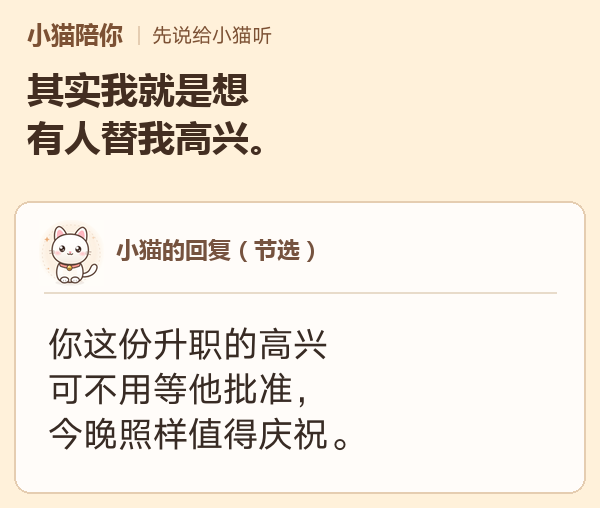 小猫陪你 | 先说给小猫听
其实我就是想
有人替我高兴。
小猫的回复（节选）
你这份升职的高兴
可不用等他批准，
今晚照样值得庆祝。